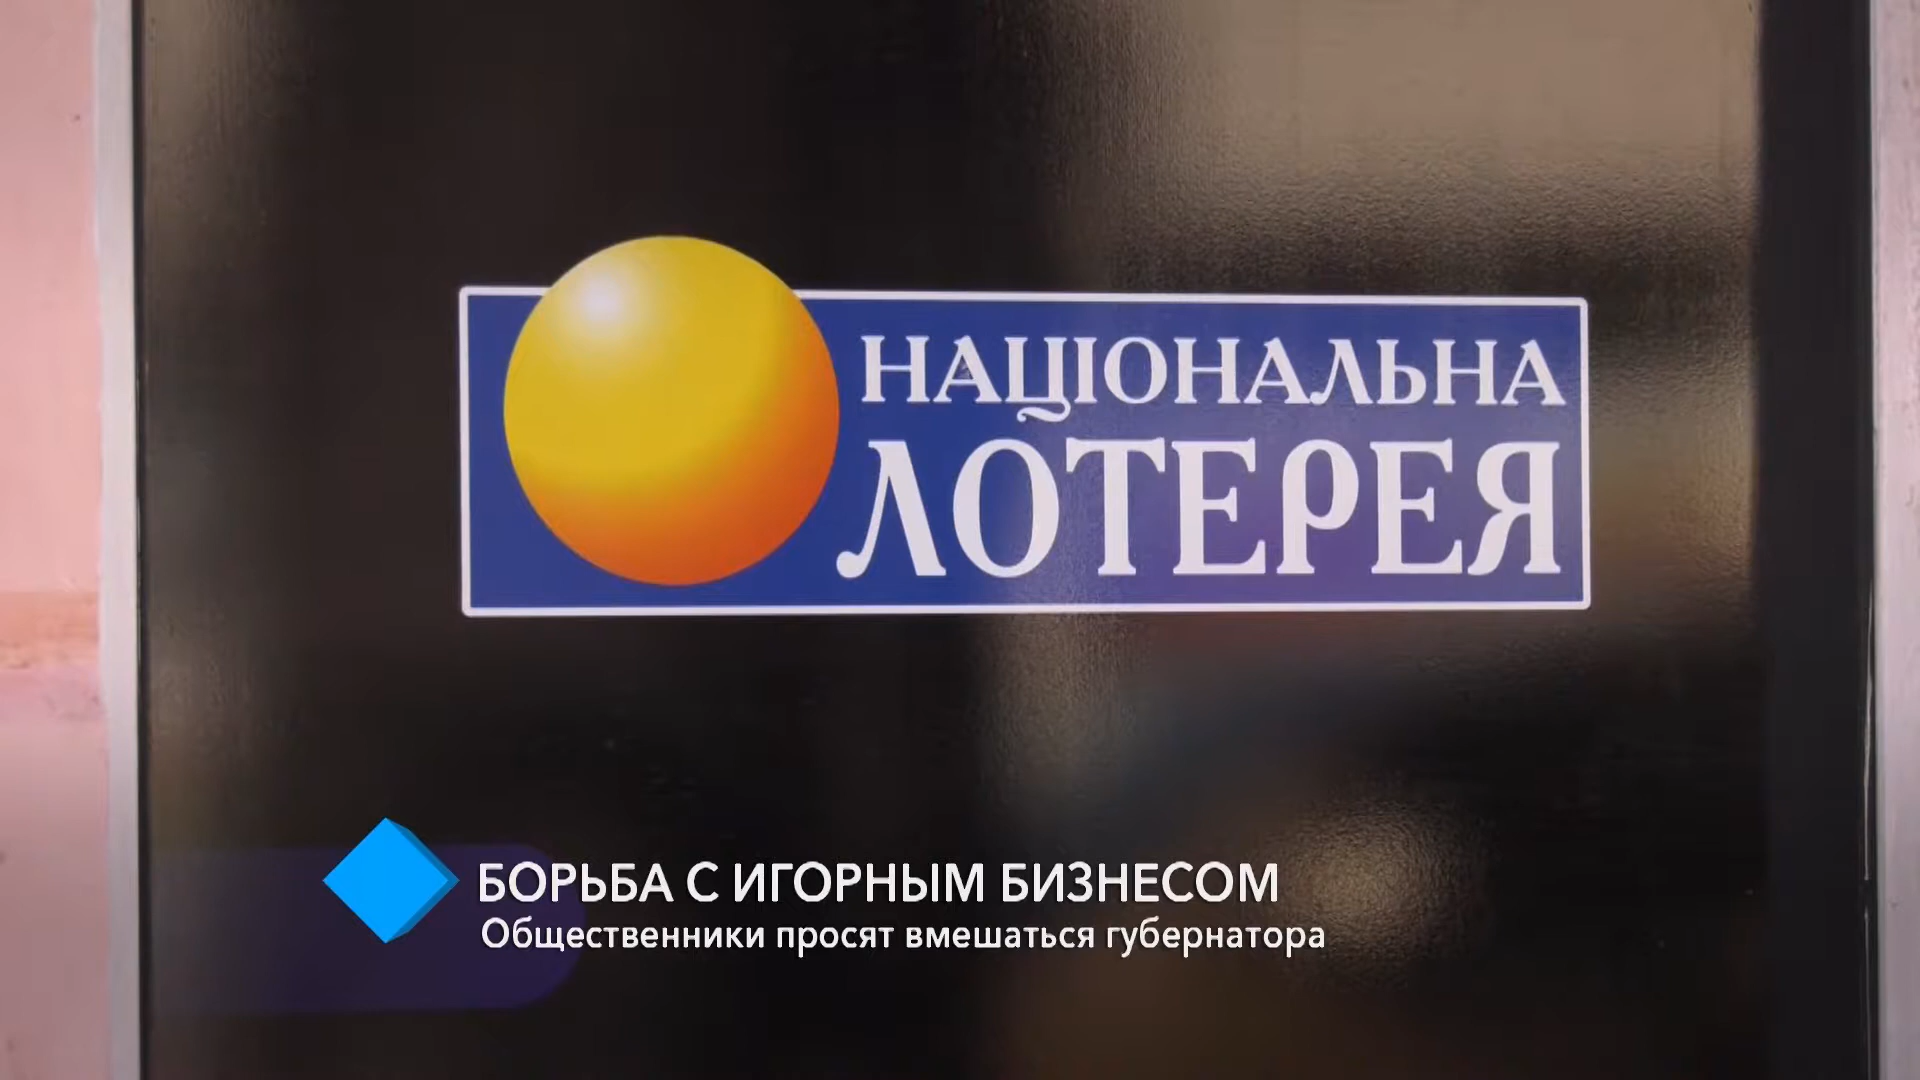 НАЦІОНАЛЬНА
ЛОТЕРЕЯ
БОРЬБА С ИГОРНЫМ БИЗНЕСОМ
Общественники просят вмешаться губернатора